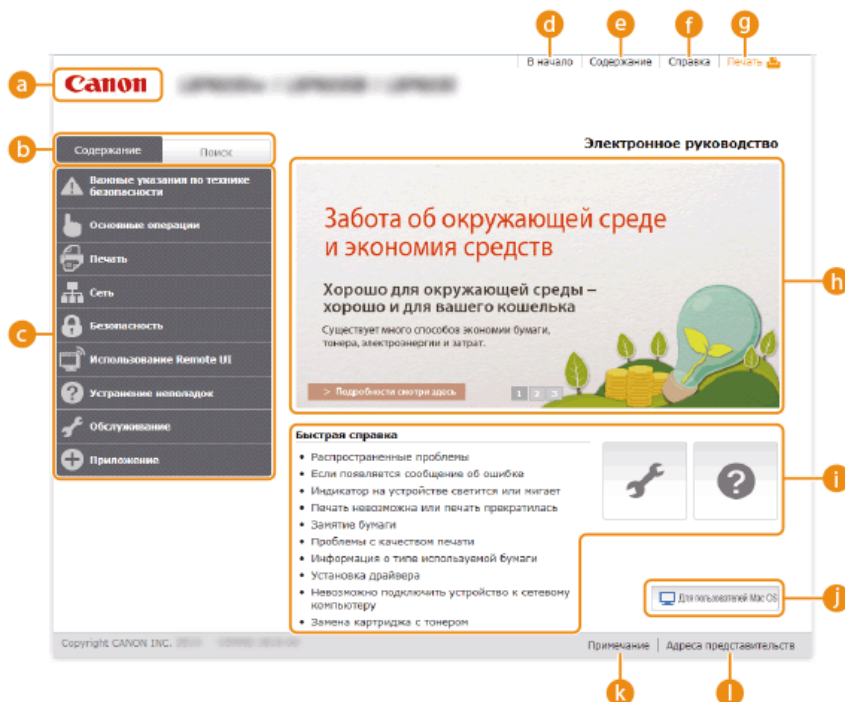 d e f g
В начало Содержание Справка Печать
a Canon
b Содержание Поиск
Электронное руководство
c
Важные указания по технике
безопасности
Основные операции
Печать
Сеть
Безопасность
Использование Remote UI
Устранение неполадок
Обслуживание
Приложение
Забота об окружающей среде
и экономия средств
Хорошо для окружающей среды –
хорошо и для вашего кошелька
Существует много способов экономии бумаги,
тонера, электроэнергии и затрат.
> Подробности смотри здесь 1 2 3
h
Быстрая справка
• Распространенные проблемы
• Если появляется сообщение об ошибке
• Индикатор на устройстве светится или мигает
• Печать невозможна или печать прекратилась
• Замятие бумаги
• Проблемы с качеством печати
• Информация о типе используемой бумаги
• Установка драйвера
• Невозможно подключить устройство к сетевому
компьютеру
• Замена картриджа с тонером
?
i
Для пользователей Mac OS j
Copyright CANON INC.
Примечание Адреса представительств
k l